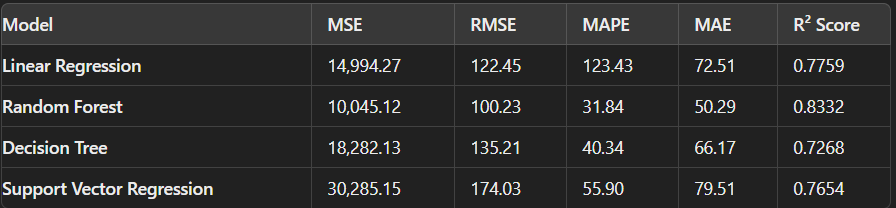 Model MSE RMSE MAPE MAE R² Score
Linear Regression 14,994.27 122.45 123.43 72.51 0.7759
Random Forest 10,045.12 100.23 31.84 50.29 0.8332
Decision Tree 18,282.13 135.21 40.34 66.17 0.7268
Support Vector Regression 30,285.15 174.03 55.90 79.51 0.7654